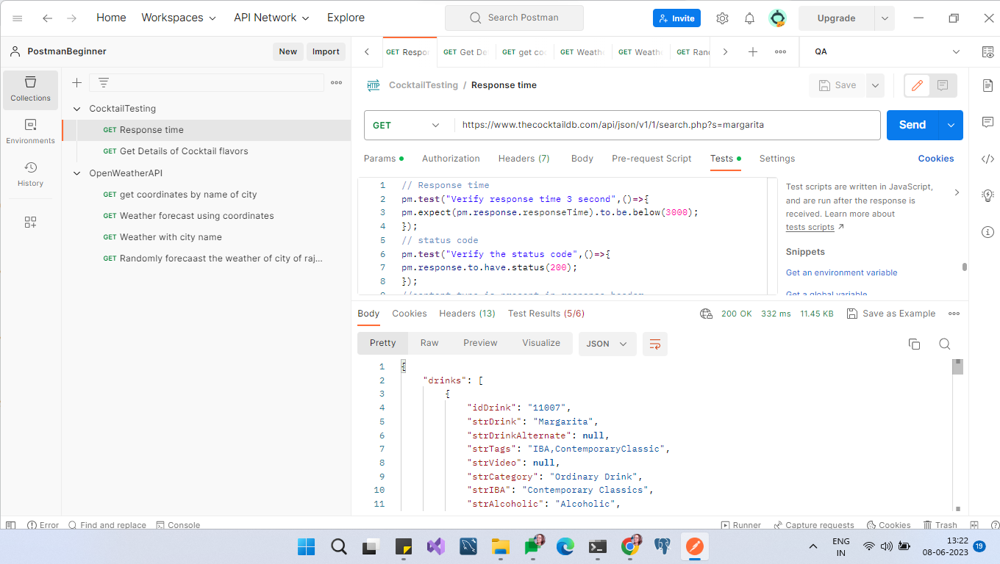 Home Workspaces API Network Explore Search Postman Invite Upgrade
PostmanBeginner New Import
GET Respo GET Get De GET get co GET Weath GET Weath GET Ran QA
Collections
Environments
History
CocktailTesting
GET Response time
GET Get Details of Cocktail flavors
OpenWeatherAPI
GET get coordinates by name of city
GET Weather forecast using coordinates
GET Weather with city name
GET Randomly forecaast the weather of city of raj...
HTTP CocktailTesting / Response time Save
GET https://www.thecocktaildb.com/api/json/v1/1/search.php?s=margarita Send
Params Authorization Headers (7) Body Pre-request Script Tests Settings Cookies
1 // Response time
2 pm.test("Verify response time 3 second",()=>{
3 pm.expect(pm.response.responseTime).to.be.below(3000);
4 });
5 // status code
6 pm.test("Verify the status code",()=>{
7 pm.response.to.have.status(200);
8 });
9 //content-type is present in response header
Test scripts are written in JavaScript,
and are run after the response is
received. Learn more about
tests scripts ↗
Snippets
Get an environment variable
Get a global variable
Body Cookies Headers (13) Test Results (5/6) 200 OK 332 ms 11.45 KB Save as Example
Pretty Raw Preview Visualize JSON
1 {
2 "drinks": [
3 {
4 "idDrink": "11007",
5 "strDrink": "Margarita",
6 "strDrinkAlternate": null,
7 "strTags": "IBA,ContemporaryClassic",
8 "strVideo": null,
9 "strCategory": "Ordinary Drink",
10 "strIBA": "Contemporary Classics",
11 "strAlcoholic": "Alcoholic",
Error Find and replace Console Runner Capture requests Cookies Trash
ENG
IN
13:22
08-06-2023
19